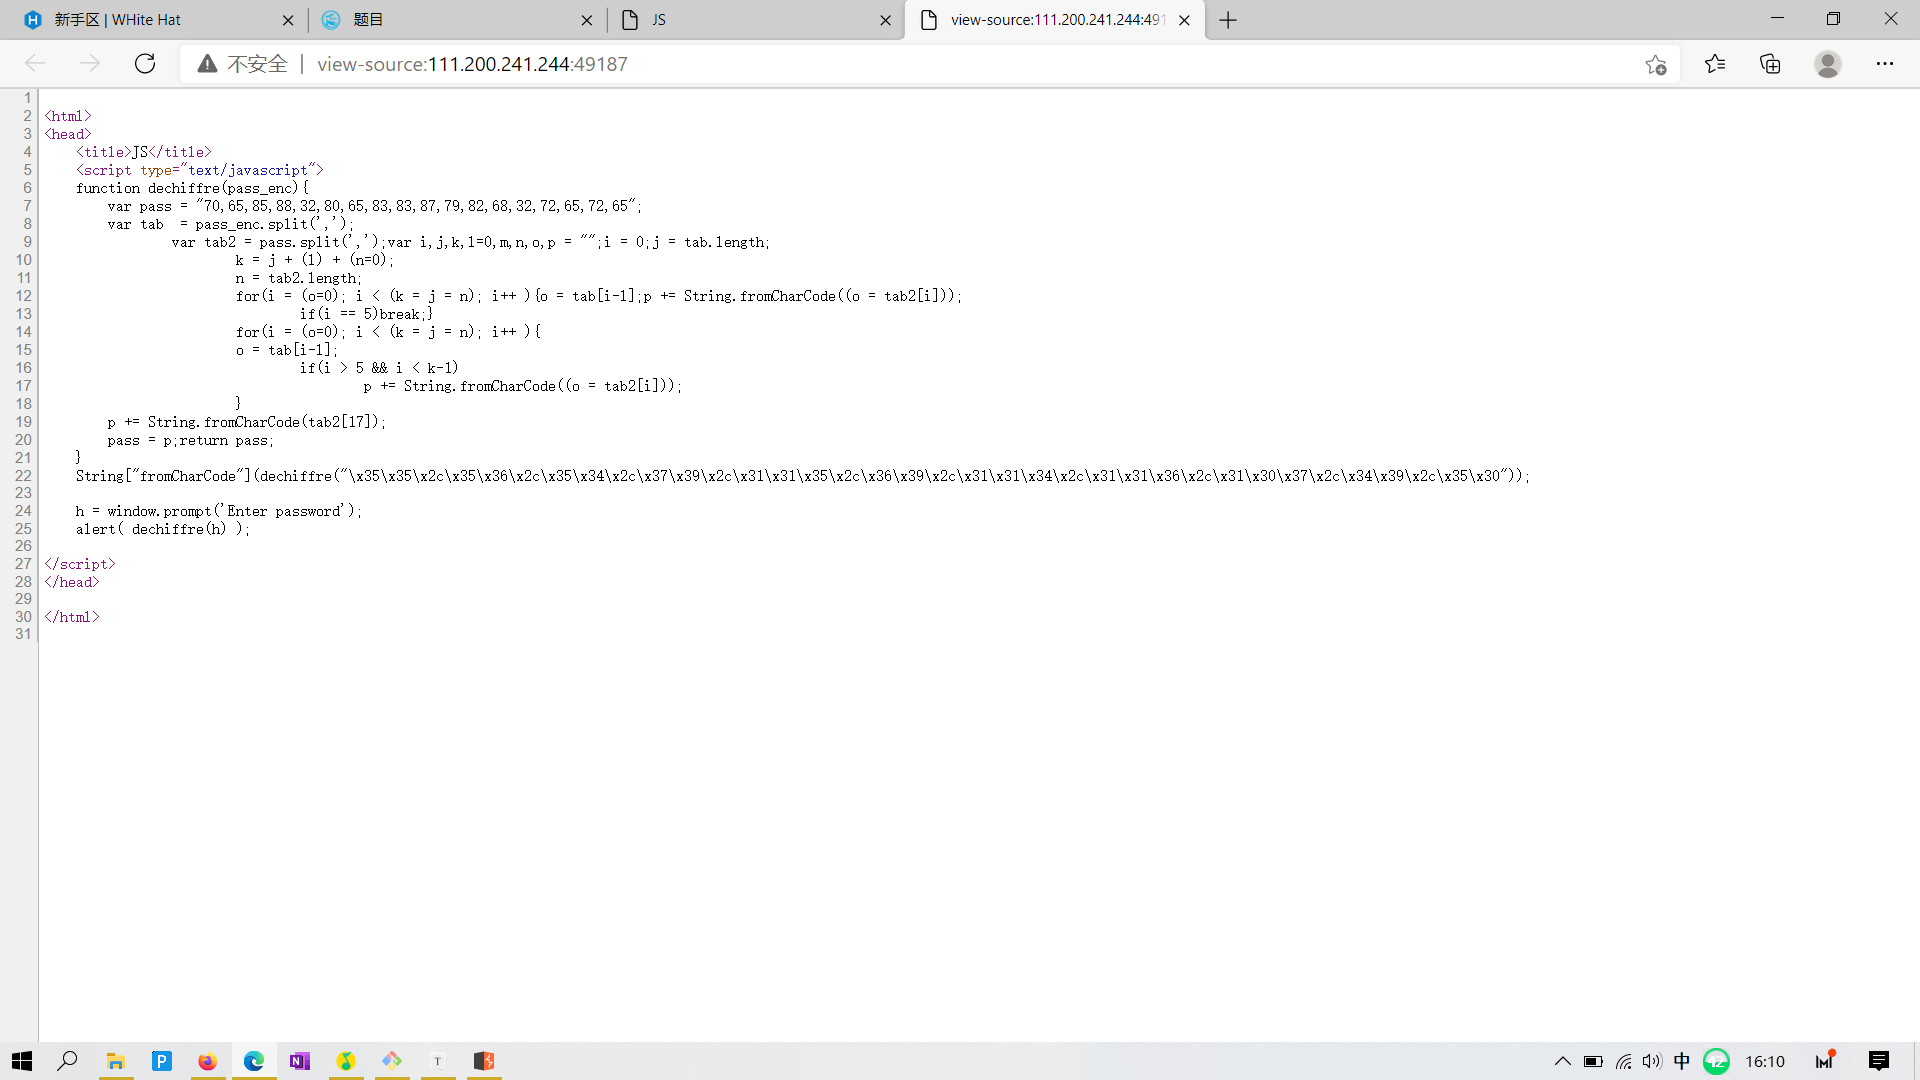 新手区 | WHite Hat
题目
JS
view-source:111.200.241.244:491
不安全 | view-source:111.200.241.244:49187
1
2 <html>
3 <head>
4 <title>JS</title>
5 <script type="text/javascript">
6 function dechiffre(pass_enc){
7 var pass = "70,65,85,88,32,80,65,83,83,87,79,82,68,32,72,65,72,65";
8 var tab  = pass_enc.split(',');
9 var tab2 = pass.split(',');var i,j,k,l=0,m,n,o,p = "";i = 0;j = tab.length;
10 k = j + (l) + (n=0);
11 n = tab2.length;
12 for(i = (o=0); i < (k = j = n); i++ ){o = tab[i-l];p += String.fromCharCode((o = tab2[i]));
13 if(i == 5)break;}
14 for(i = (o=0); i < (k = j = n); i++ ){
15 o = tab[i-l];
16 if(i > 5 && i < k-1)
17 p += String.fromCharCode((o = tab2[i]));
18 }
19 p += String.fromCharCode(tab2[17]);
20 pass = p;return pass;
21 }
22 String["fromCharCode"](dechiffre("\x35\x35\x2c\x35\x36\x2c\x35\x34\x2c\x37\x39\x2c\x31\x31\x35\x2c\x36\x39\x2c\x31\x31\x34\x2c\x31\x31\x36\x2c\x31\x30\x37\x2c\x34\x39\x2c\x35\x30"));
23
24 h = window.prompt('Enter password');
25 alert( dechiffre(h) );
26
27 </script>
28 </head>
29
30 </html>
31
中
42
16:10